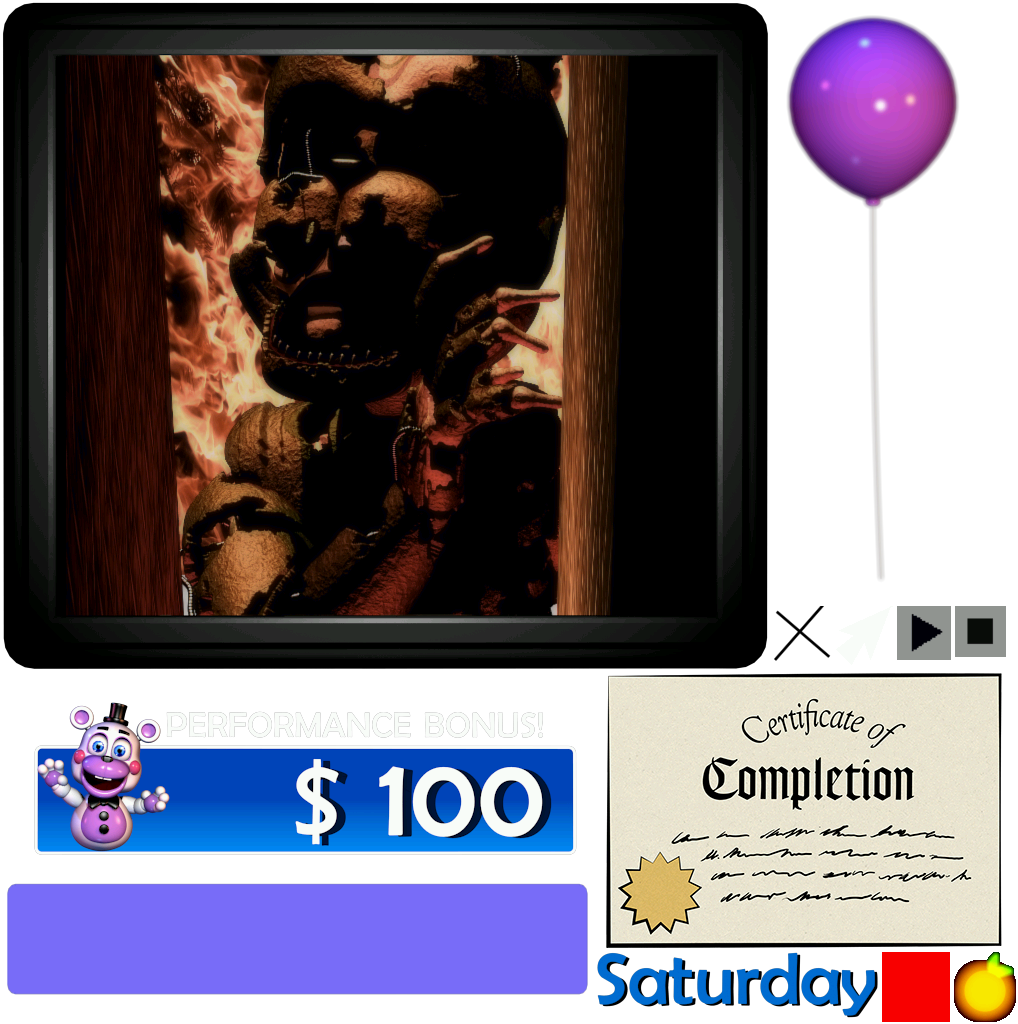 PERFORMANCE BONUS!
$ 100
Certificate of
Completion
Saturday